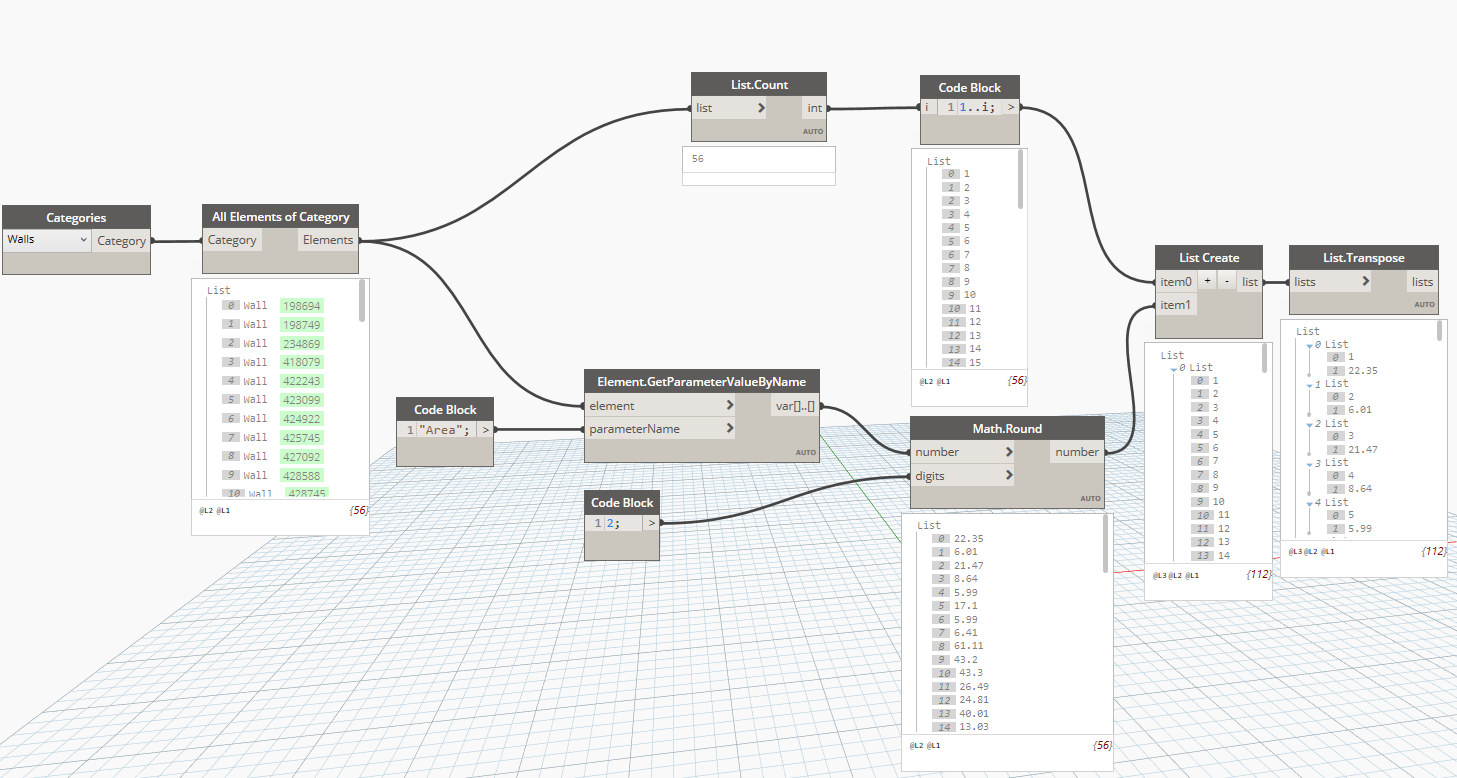 List.Count
list > int
AUTO
56
Code Block
i 1 1..i; >
List
0 1
1 2
2 3
3 4
4 5
5 6
6 7
7 8
8 9
9 10
10 11
11 12
12 13
13 14
14 15
@L2 @L1 {56}
Categories
Walls Category
All Elements of Category
Category Elements
List
0 Wall 198694
1 Wall 198749
2 Wall 234869
3 Wall 418079
4 Wall 422243
5 Wall 423099
6 Wall 424922
7 Wall 425745
8 Wall 427092
9 Wall 428588
10 Wall 428745
@L2 @L1 {56}
Code Block
1 "Area"; >
Element.GetParameterValueByName
element > var[]..[]
parameterName >
AUTO
Code Block
1 2; >
Math.Round
number > number
digits >
AUTO
List
0 22.35
1 6.01
2 21.47
3 8.64
4 5.99
5 17.1
6 5.99
7 6.41
8 61.11
9 43.2
10 43.3
11 26.49
12 24.81
13 40.01
14 13.03
@L2 @L1 {56}
List Create
item0 + - list
item1
List
0 List
0 1
1 2
2 3
3 4
4 5
5 6
6 7
7 8
8 9
9 10
10 11
11 12
12 13
13 14
@L3 @L2 @L1 {112}
List.Transpose
lists > lists
AUTO
List
0 List
0 1
1 22.35
1 List
0 2
1 6.01
2 List
0 3
1 21.47
3 List
0 4
1 8.64
4 List
0 5
1 5.99
@L3 @L2 @L1 {112}